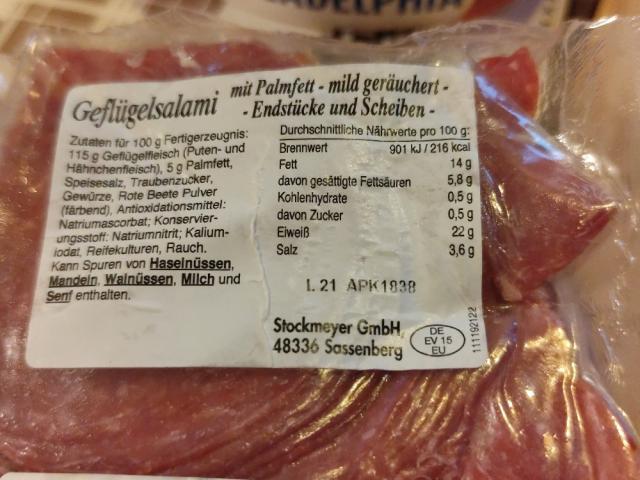 Geflügelsalami mit Palmfett - mild geräuchert -
- Endstücke und Scheiben -
Zutaten für 100 g Fertigerzeugnis:
115 g Geflügelfleisch (Puten- und
Hähnchenfleisch), 5 g Palmfett,
Speisesalz, Traubenzucker,
Gewürze, Rote Beete Pulver
(färbend), Antioxidationsmittel:
Natriumascorbat; Konservier-
ungsstoff: Natriumnitrit; Kalium-
iodat, Reifekulturen, Rauch.
Kann Spuren von Haselnüssen,
Mandeln, Walnüssen, Milch und
Senf enthalten.
Durchschnittliche Nährwerte pro 100 g:
Brennwert 901 kJ / 216 kcal
Fett 14 g
davon gesättigte Fettsäuren 5,8 g
Kohlenhydrate 0,5 g
davon Zucker 0,5 g
Eiweiß 22 g
Salz 3,6 g
L 21 APK1838
Stockmeyer GmbH,
48336 Sassenberg
DE
EV 15
EU
111192122